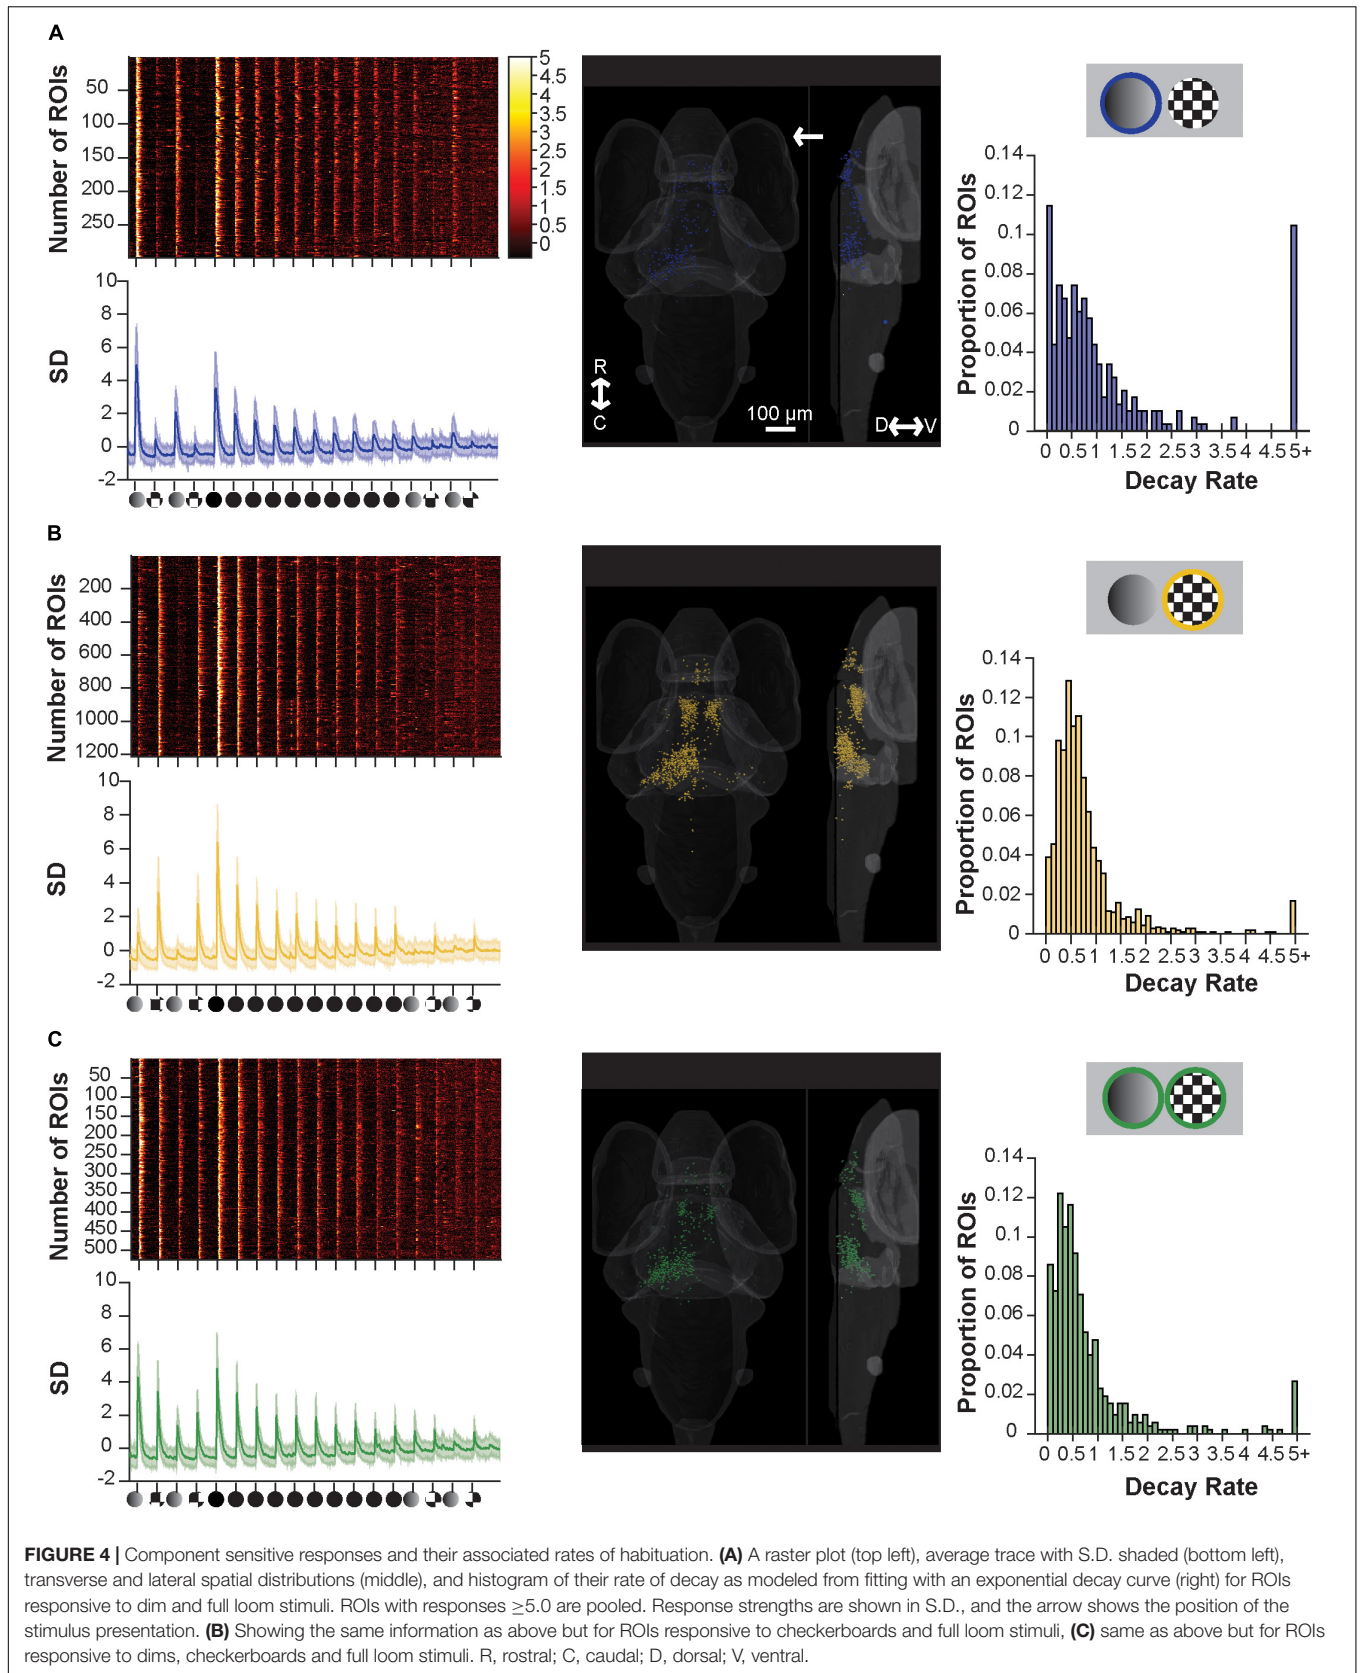 A
Number of ROIs
50
100
150
200
250
5
4.5
4
3.5
3
2.5
2
1.5
1
0.5
0
SD
10
8
6
4
2
0
-2
R
C
100 µm
D V
Proportion of ROIs
0.14
0.12
0.1
0.08
0.06
0.04
0.02
0
0 0.5 1 1.5 2 2.5 3 3.5 4 4.5 5+
Decay Rate
B
Number of ROIs
200
400
600
800
1000
1200
SD
10
8
6
4
2
0
-2
Proportion of ROIs
0.14
0.12
0.1
0.08
0.06
0.04
0.02
0
0 0.5 1 1.5 2 2.5 3 3.5 4 4.5 5+
Decay Rate
C
Number of ROIs
50
100
150
200
250
300
350
400
450
500
SD
10
8
6
4
2
0
-2
Proportion of ROIs
0.14
0.12
0.1
0.08
0.06
0.04
0.02
0
0 0.5 1 1.5 2 2.5 3 3.5 4 4.5 5+
Decay Rate
FIGURE 4 | Component sensitive responses and their associated rates of habituation. (A) A raster plot (top left), average trace with S.D. shaded (bottom left),
transverse and lateral spatial distributions (middle), and histogram of their rate of decay as modeled from fitting with an exponential decay curve (right) for ROIs
responsive to dim and full loom stimuli. ROIs with responses ≥5.0 are pooled. Response strengths are shown in S.D., and the arrow shows the position of the
stimulus presentation. (B) Showing the same information as above but for ROIs responsive to checkerboards and full loom stimuli, (C) same as above but for ROIs
responsive to dims, checkerboards and full loom stimuli. R, rostral; C, caudal; D, dorsal; V, ventral.